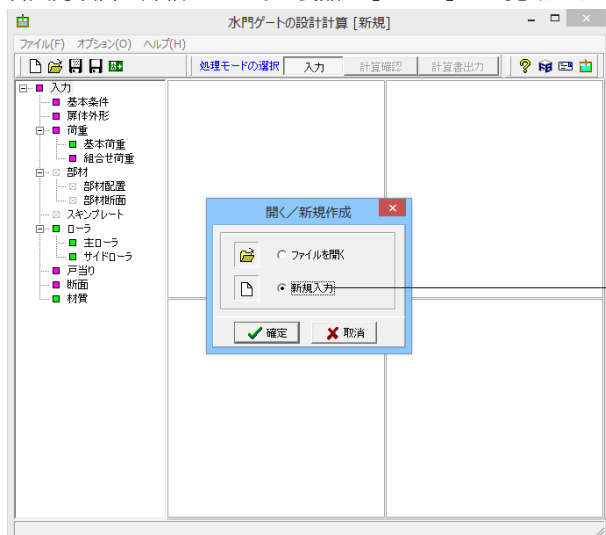 水門ゲートの設計計算 [新規]
ファイル(F) オプション(O) ヘルプ(H)
処理モードの選択 入力 計算確認 計算書出力
入力
基本条件
扉体外形
荷重
基本荷重
組合せ荷重
部材
部材配置
部材断面
スキンプレート
ローラ
主ローラ
サイドローラ
戸当り
断面
材質
開く/新規作成
ファイルを開く
新規入力
確定 取消